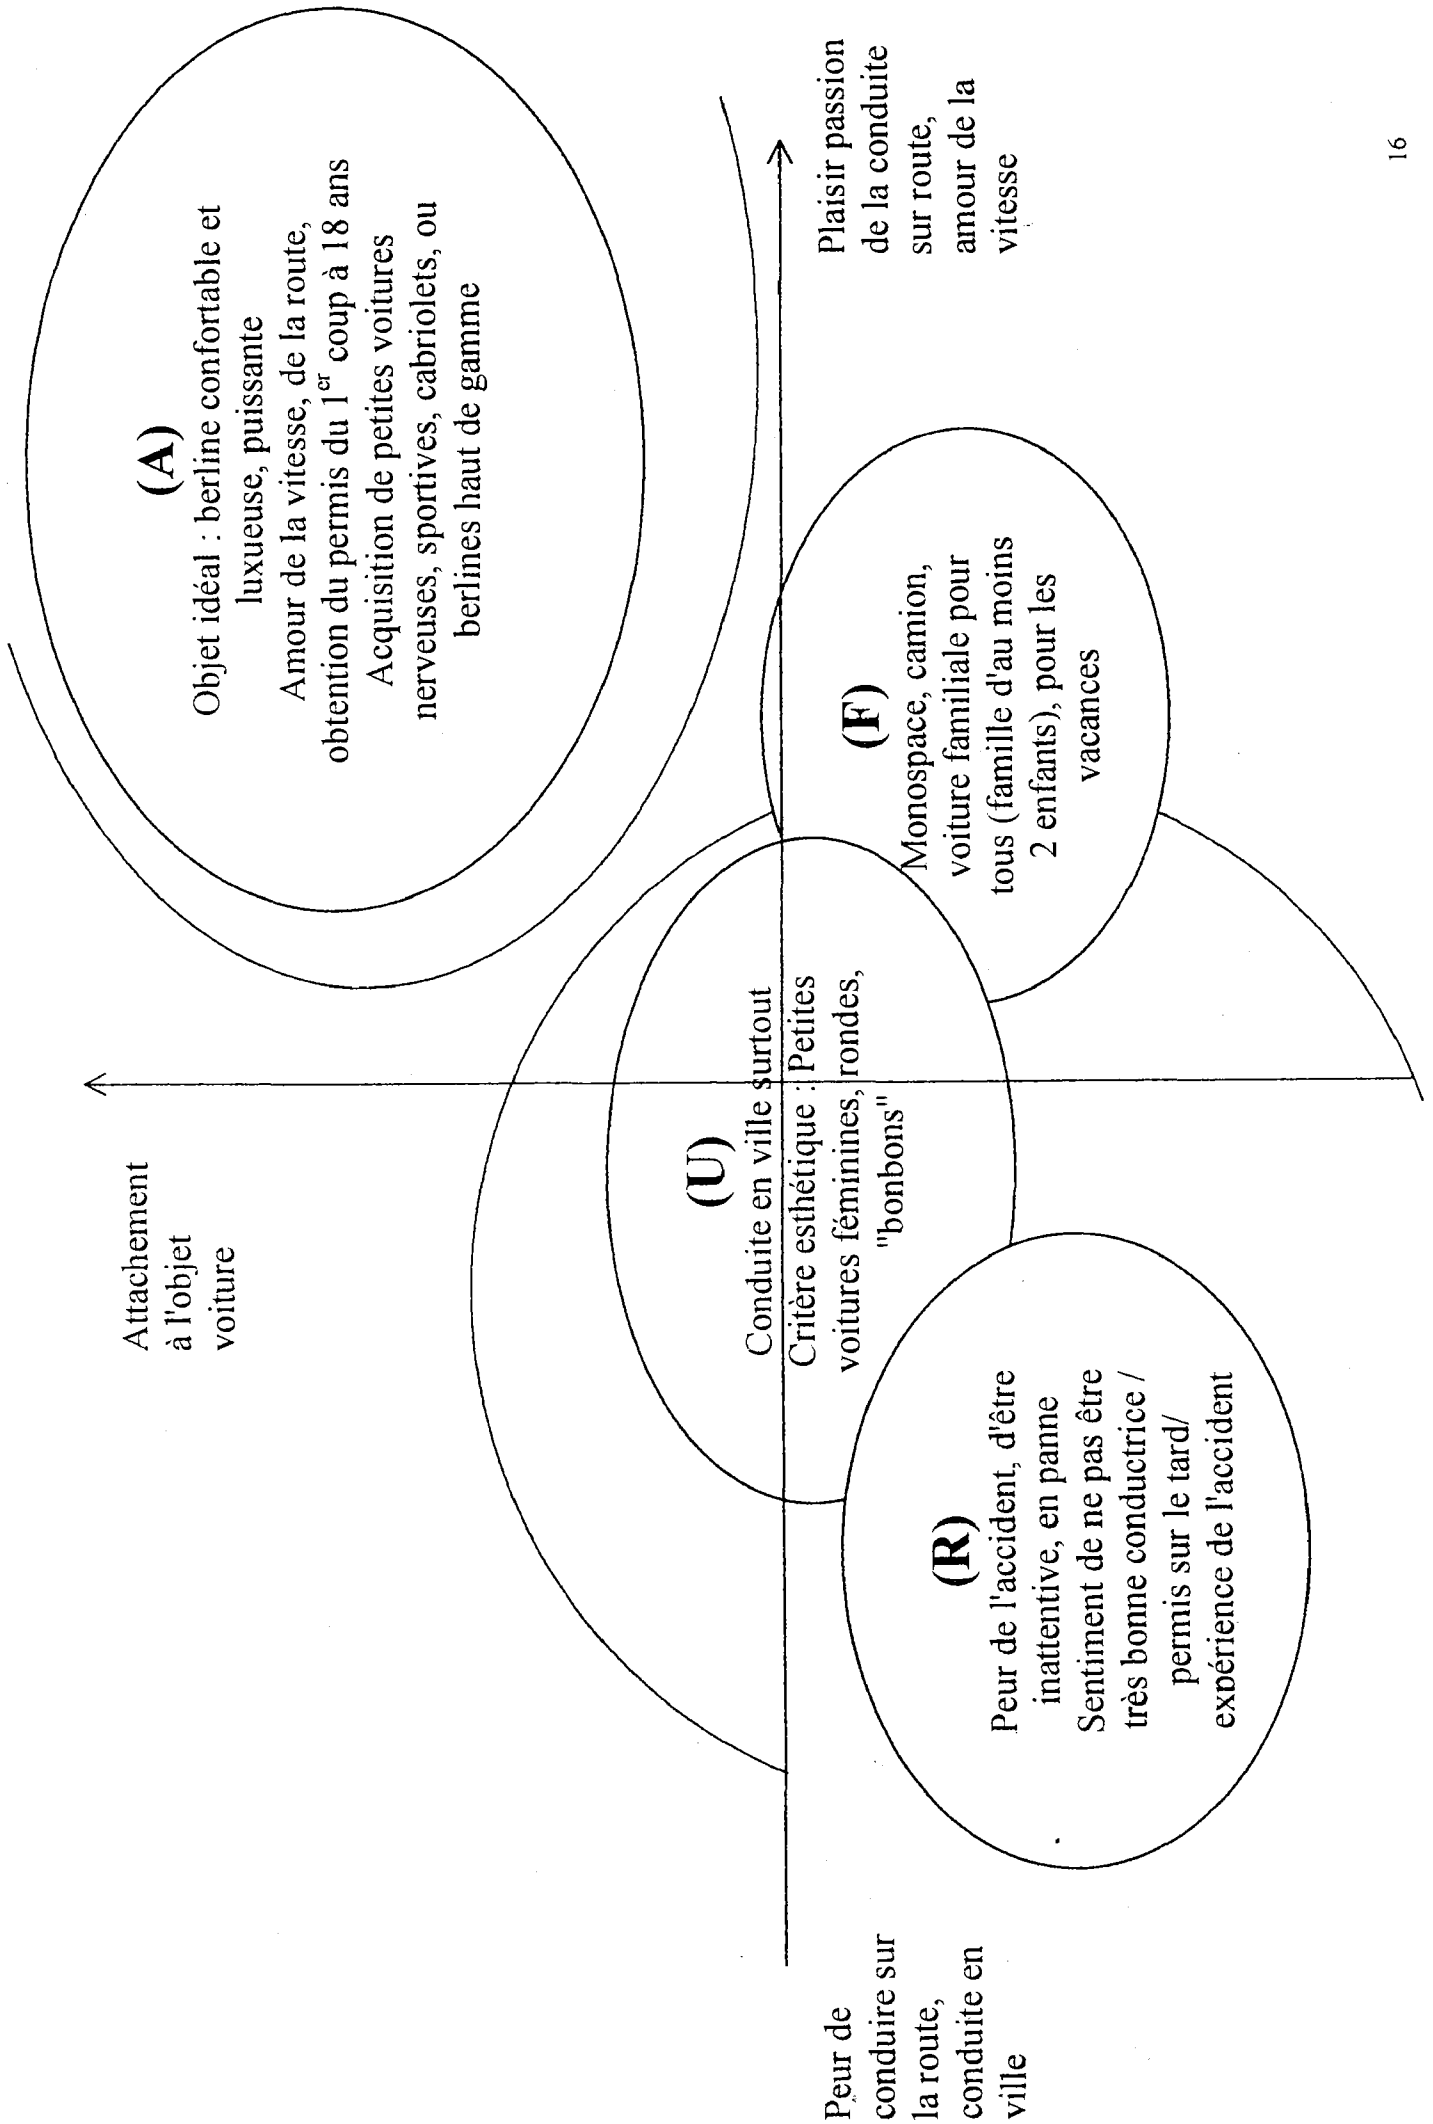 Attachement
à l'objet
voiture
(A)
Objet idéal : berline confortable et
luxueuse, puissante
Amour de la vitesse, de la route,
obtention du permis du 1er coup à 18 ans
Acquisition de petites voitures
nerveuses, sportives, cabriolets, ou
berlines haut de gamme
(U)
Conduite en ville surtout
Critère esthétique : Petites
voitures féminines, rondes,
"bonbons"
(F)
Monospace, camion,
voiture familiale pour
tous (famille d'au moins
2 enfants), pour les
vacances
(R)
Peur de l'accident, d'être
inattentive, en panne
Sentiment de ne pas être
très bonne conductrice /
permis sur le tard/
expérience de l'accident
Peur de
conduire sur
la route,
conduite en
ville
Plaisir passion
de la conduite
sur route,
amour de la
vitesse
16